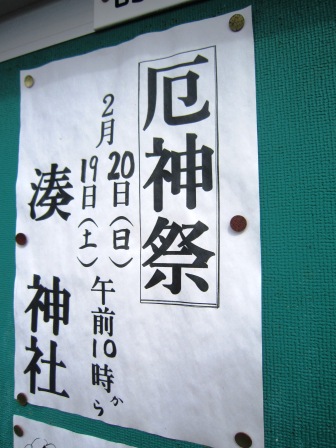 厄神祭
2月20日(日)
19日(土)
午前10時から
湊神社